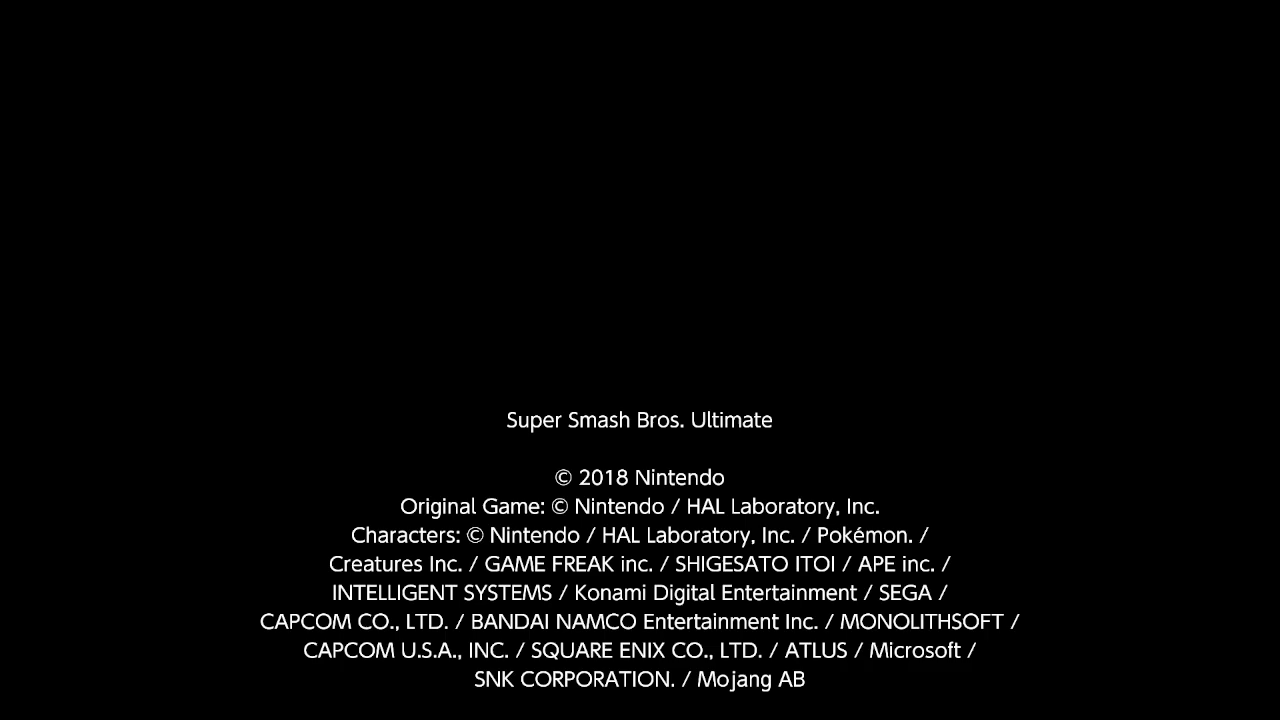 Super Smash Bros. Ultimate
© 2018 Nintendo
Original Game: © Nintendo / HAL Laboratory, Inc.
Characters: © Nintendo / HAL Laboratory, Inc. / Pokémon. /
Creatures Inc. / GAME FREAK inc. / SHIGESATO ITOI / APE inc. /
INTELLIGENT SYSTEMS / Konami Digital Entertainment / SEGA /
CAPCOM CO., LTD. / BANDAI NAMCO Entertainment Inc. / MONOLITHSOFT /
CAPCOM U.S.A., INC. / SQUARE ENIX CO., LTD. / ATLUS / Microsoft /
SNK CORPORATION. / Mojang AB